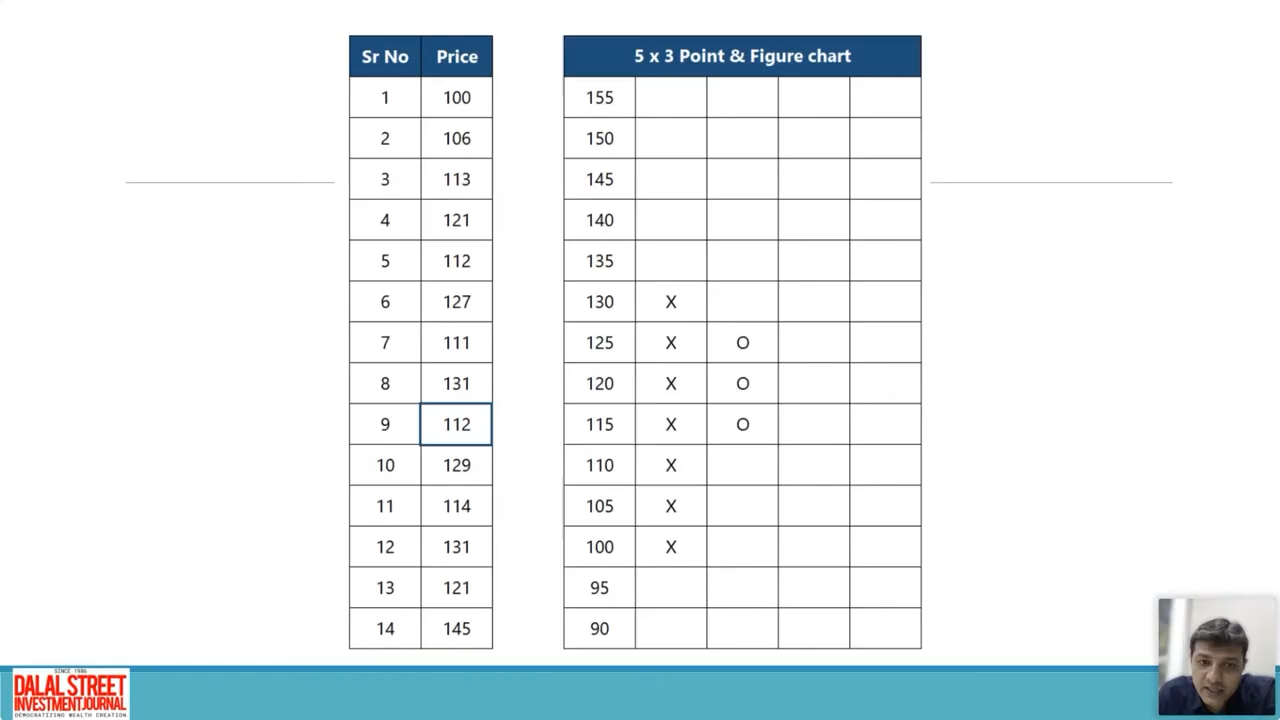 Sr No Price
1 100
2 106
3 113
4 121
5 112
6 127
7 111
8 131
9 112
10 129
11 114
12 131
13 121
14 145
5 x 3 Point & Figure chart
155
150
145
140
135
130 X
125 X O
120 X O
115 X O
110 X
105 X
100 X
95
90
SINCE 1986
DALAL STREET
INVESTMENT JOURNAL
DEMOCRATIZING WEALTH CREATION